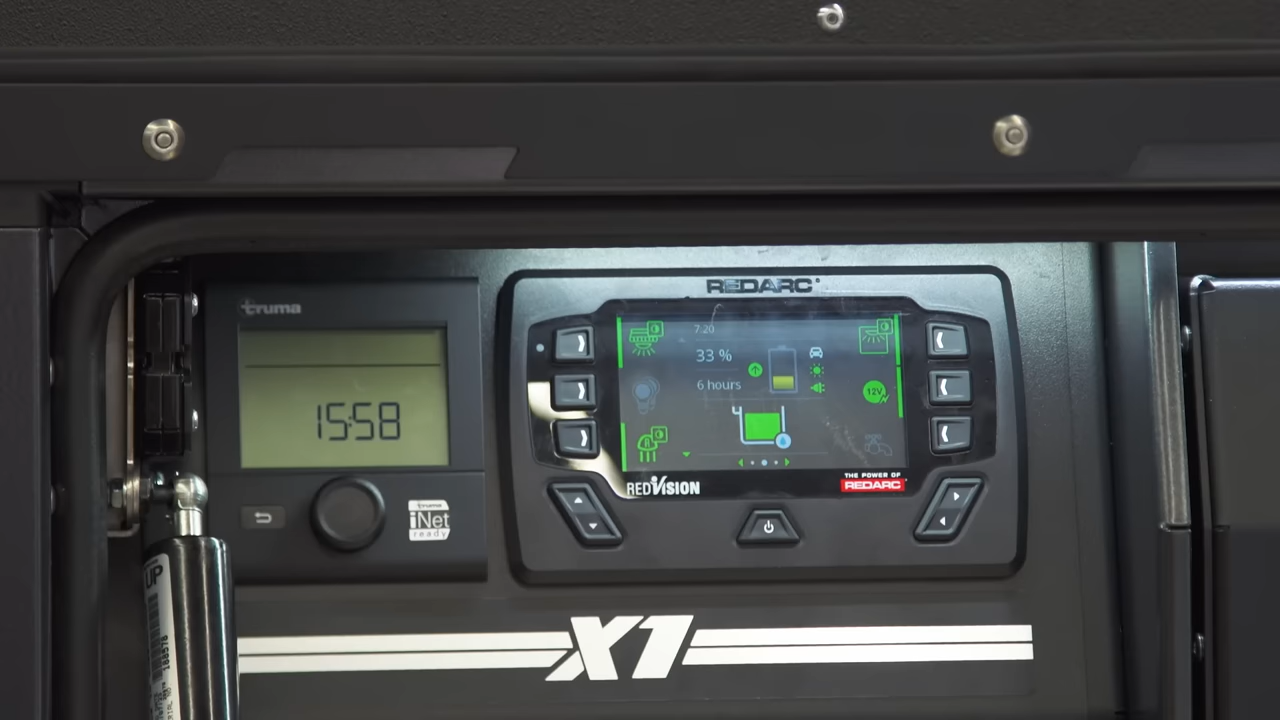 truma
15:58
truma
iNet
ready
REDARC
7:20
33 %
6 hours
12V
A
REDVISION
THE POWER OF
REDARC
X1
UP